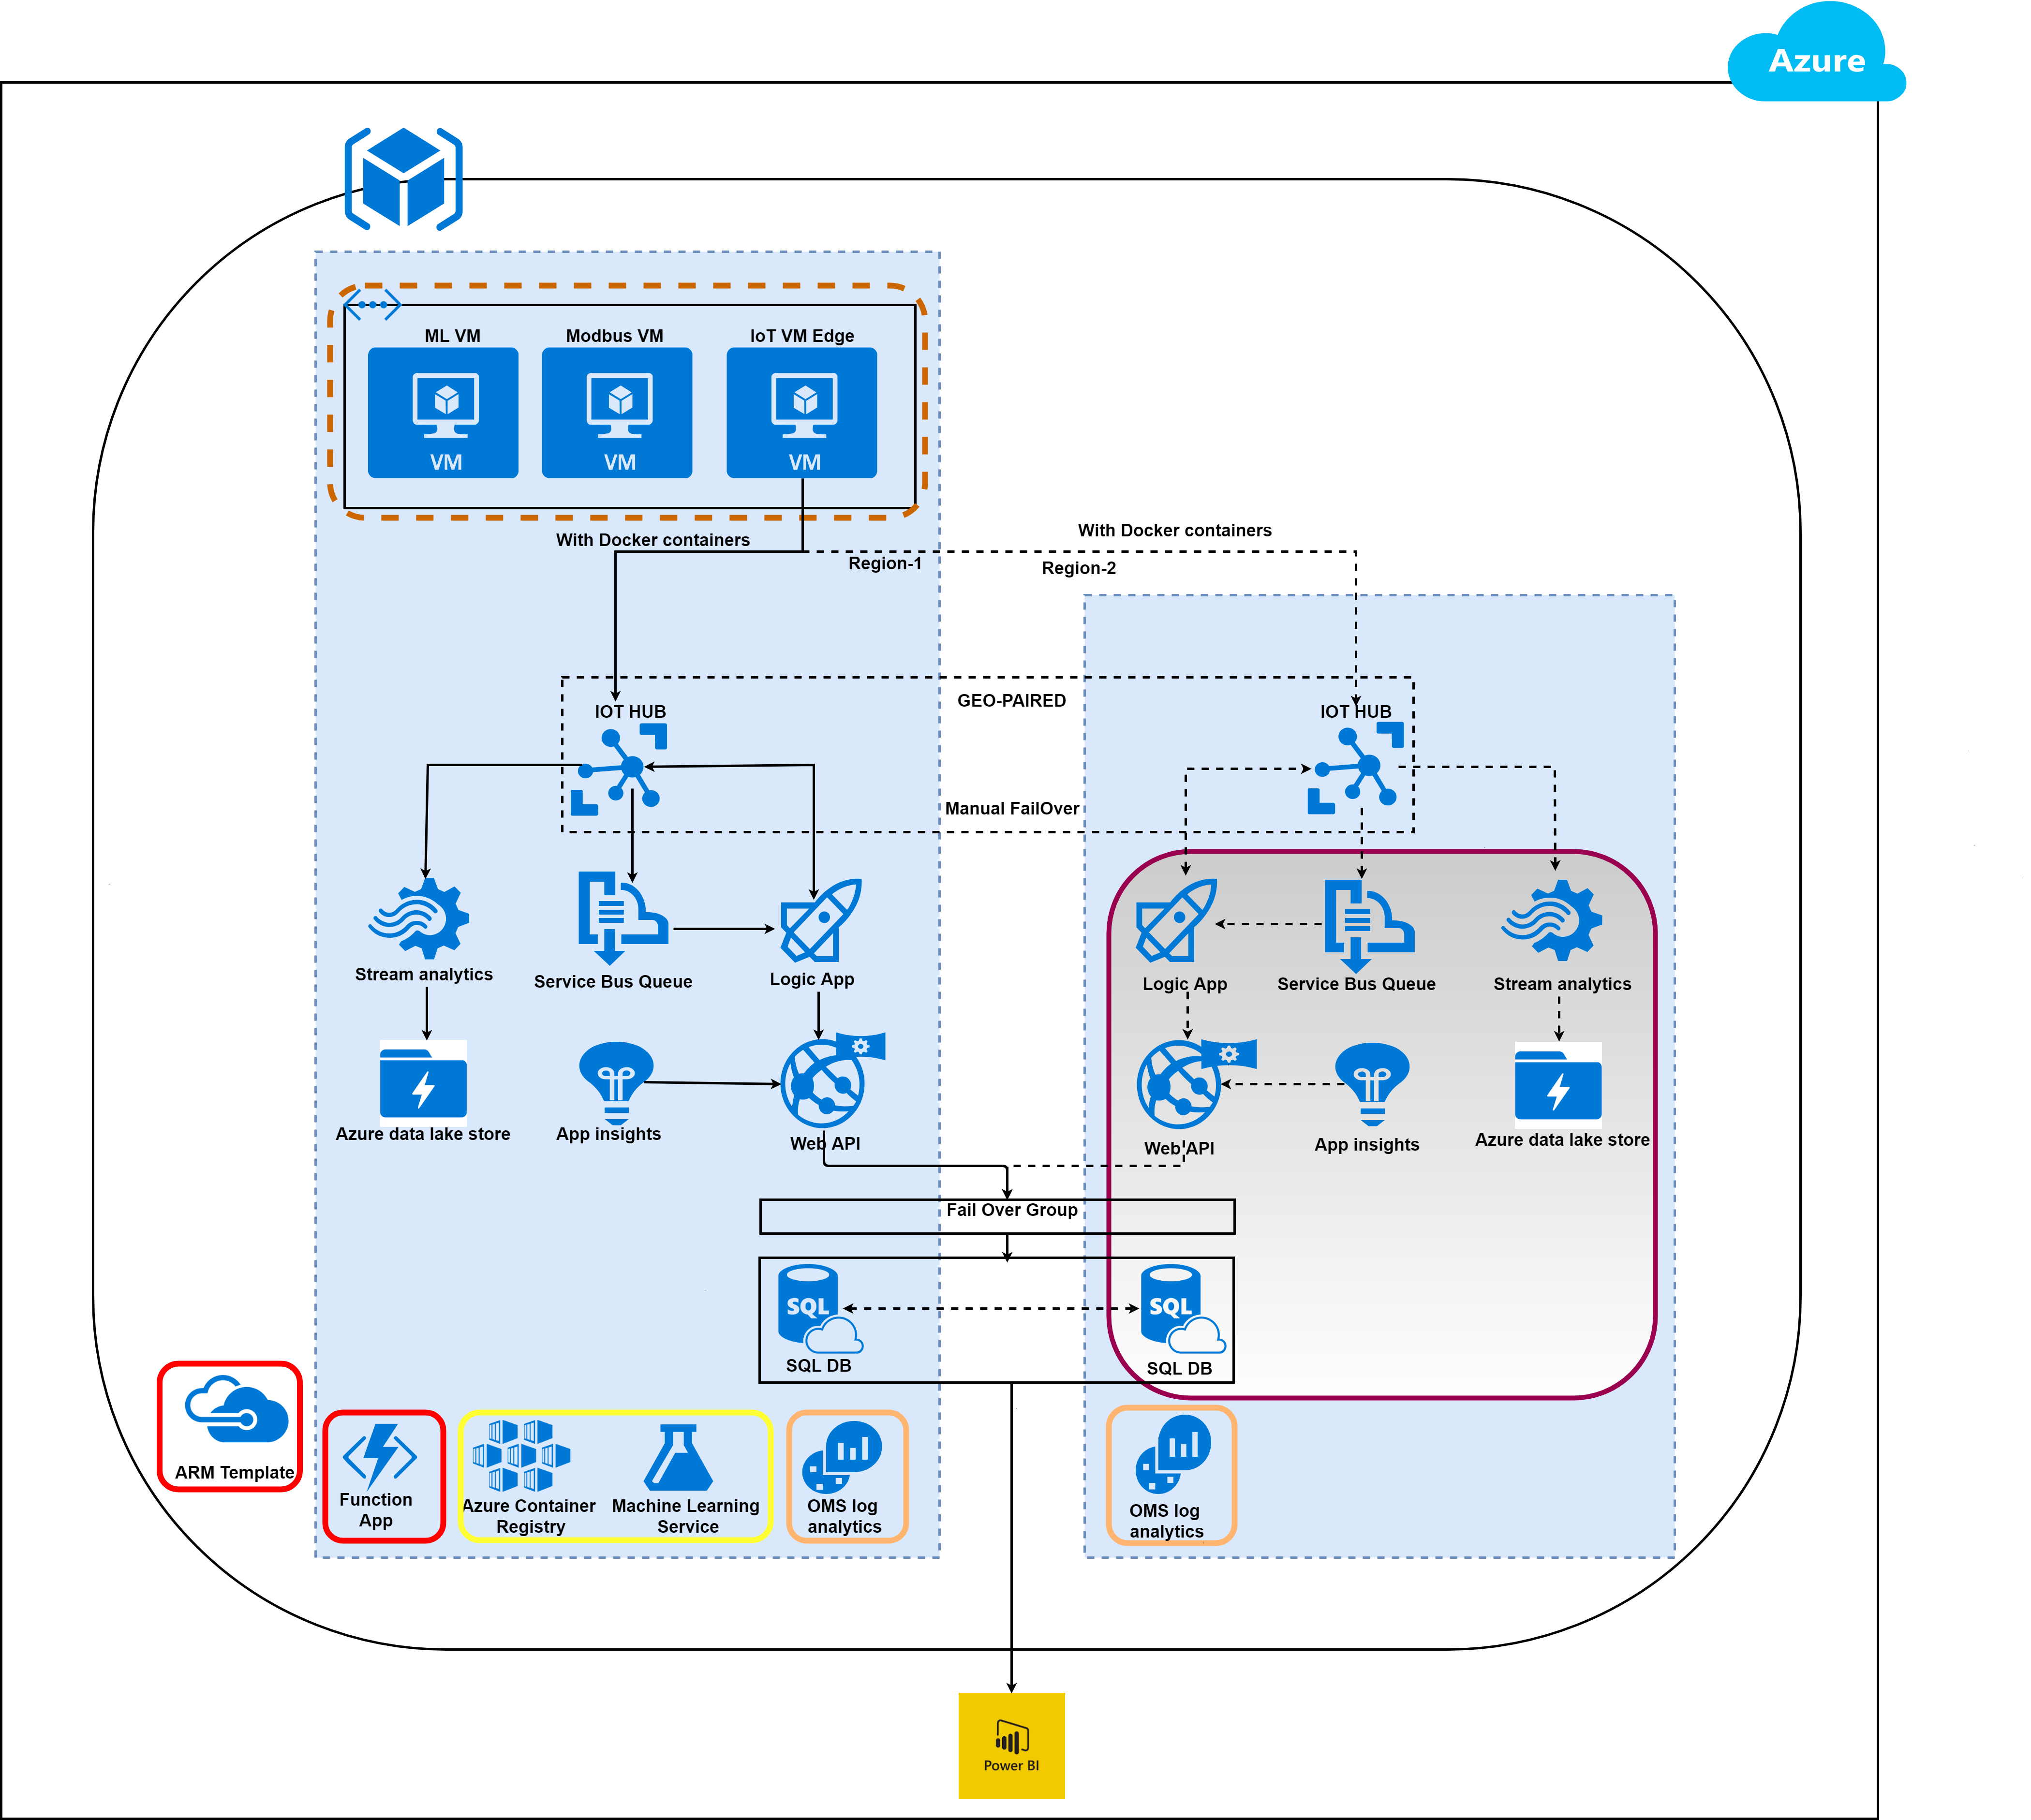 Azure
ML VM
Modbus VM
IoT VM Edge
VM
VM
VM
With Docker containers
With Docker containers
Region-1
Region-2
GEO-PAIRED
IOT HUB
IOT HUB
Manual FailOver
Stream analytics
Service Bus Queue
Logic App
Logic App
Service Bus Queue
Stream analytics
Azure data lake store
App insights
Web API
Web API
App insights
Azure data lake store
Fail Over Group
SQL
SQL
SQL DB
SQL DB
ARM Template
Function
App
Azure Container
Registry
Machine Learning
Service
OMS log
analytics
OMS log
analytics
Power BI